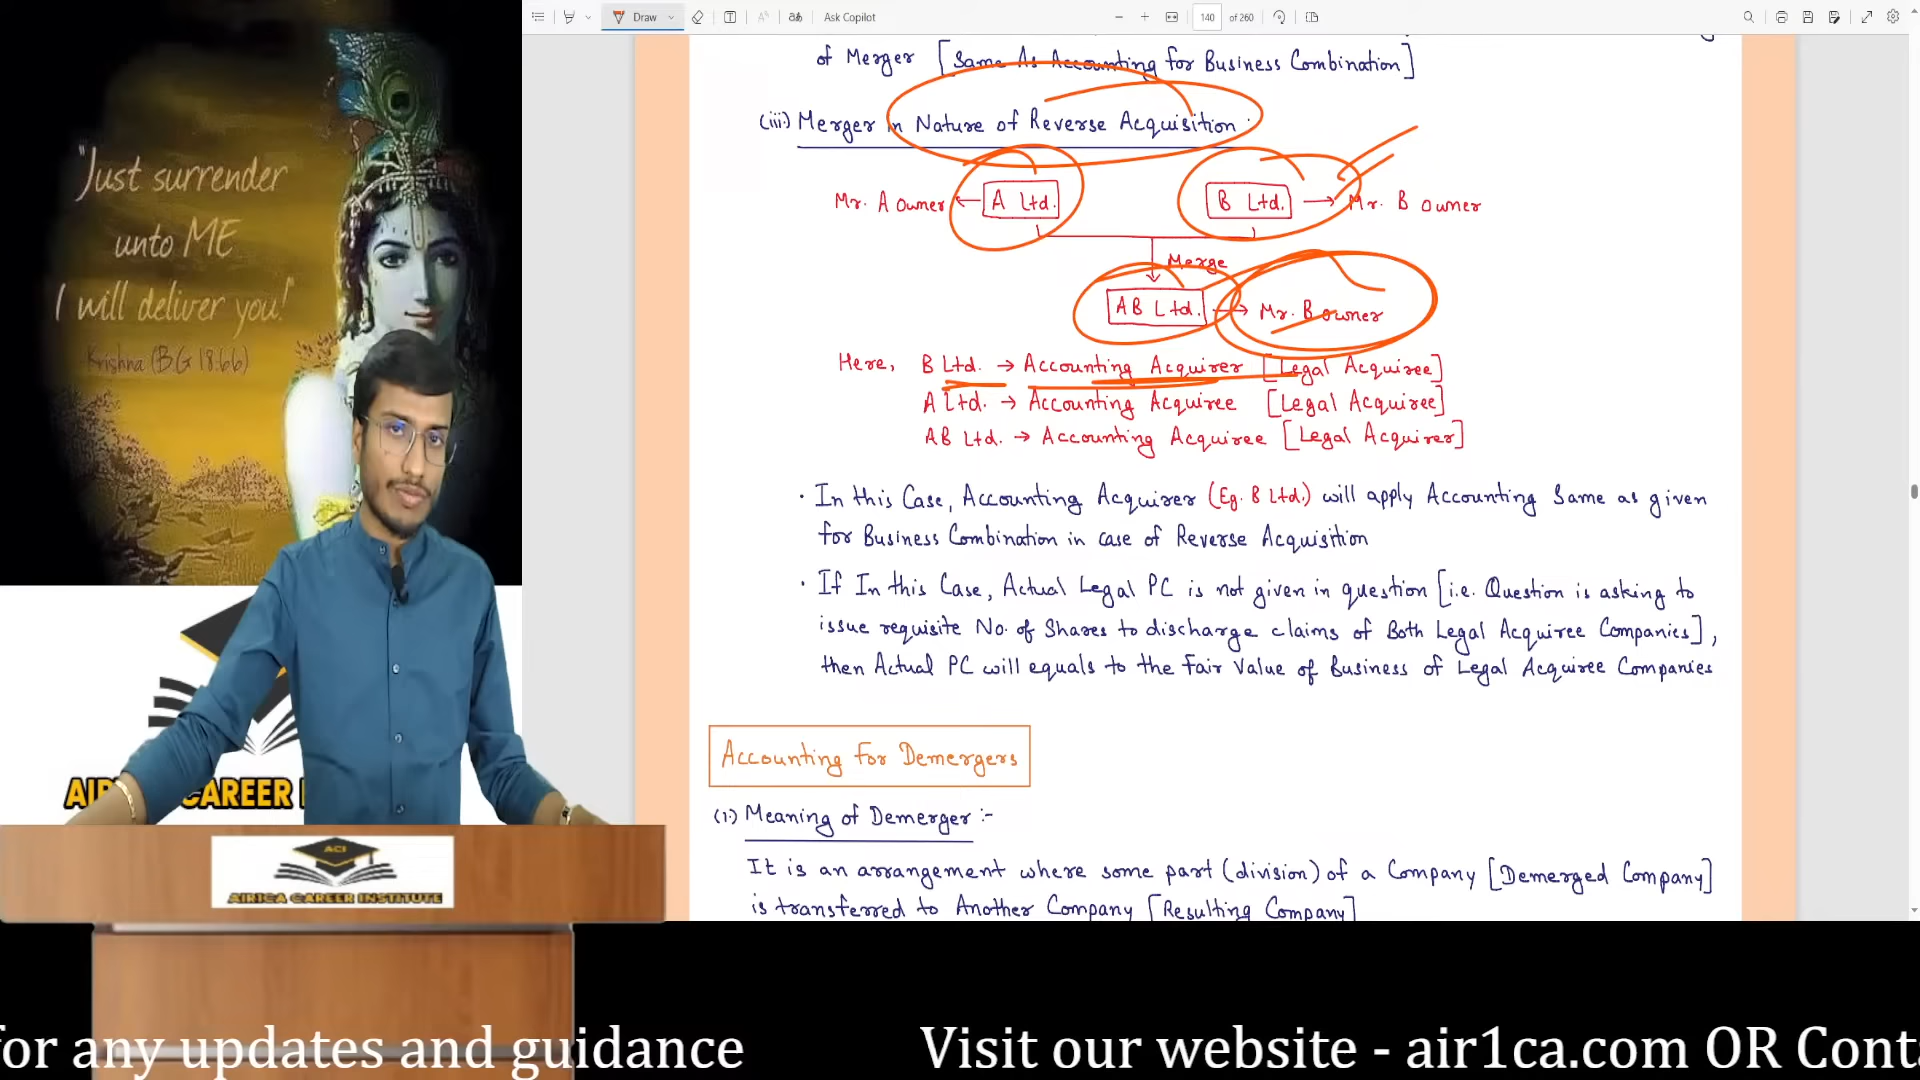 "Just surrender
unto ME
I will deliver you!"
Krishna (BG 18.66)
Draw
Ask Copilot
140
of 260
of Merger [Same As Accounting for Business Combination]
(iii) Merger in Nature of Reverse Acquisition
Mr. A owner
A Ltd.
B Ltd.
Mr. B owner
Merge
AB Ltd.
Mr. B owner
Here, B Ltd. → Accounting Acquirer [Legal Acquiree]
A Ltd. → Accounting Acquiree [Legal Acquiree]
AB Ltd. → Accounting Acquiree [Legal Acquirer]
• In this Case, Accounting Acquirer (Eg. B Ltd.) will apply Accounting Same as given
for Business Combination in case of Reverse Acquisition
• If In this Case, Actual Legal PC is not given in question [i.e. Question is asking to
issue requisite No. of Shares to discharge claims of Both Legal Acquiree Companies],
then Actual PC will equals to the Fair Value of Business of Legal Acquiree Companies
Accounting for Demergers
(1.) Meaning of Demerger :-
It is an arrangement where some part (division) of a Company [Demerged Company]
is transferred to Another Company [Resulting Company]
CAREER
ACI
AIR1CA CAREER INSTITUTE
for any updates and guidance
Visit our website - air1ca.com OR Cont